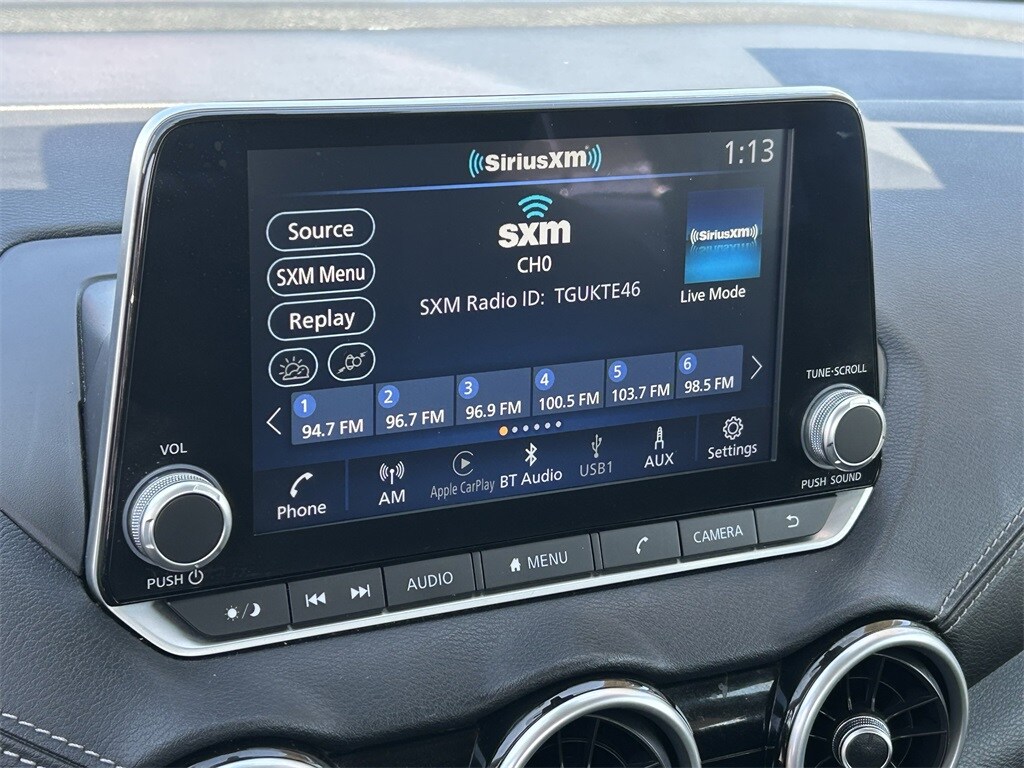 SiriusXM
1:13
Source
SXM Menu
Replay
sxm
CH0
SXM Radio ID: TGUKTE46
SiriusXM
Live Mode
1 2 3 4 5 6
94.7 FM 96.7 FM 96.9 FM 100.5 FM 103.7 FM 98.5 FM
Phone AM Apple CarPlay BT Audio USB1 AUX Settings
VOL
PUSH
TUNE·SCROLL
PUSH SOUND
AUDIO MENU CAMERA